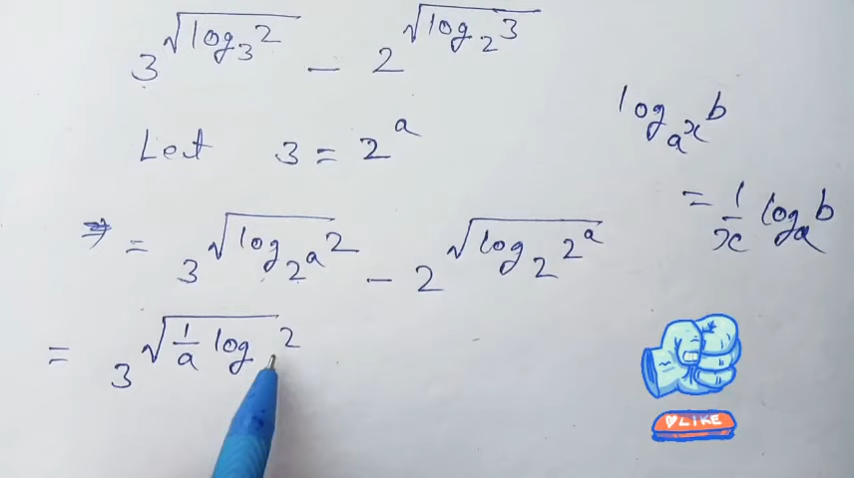 3^√(log₃2) − 2^√(log₂3)
Let 3 = 2^a
log_{a^x} b
= 1/x log_a b
⇒ = 3^√(log_{2^a} 2) − 2^√(log₂ 2^a)
= 3^√(1/a log 2
LIKE